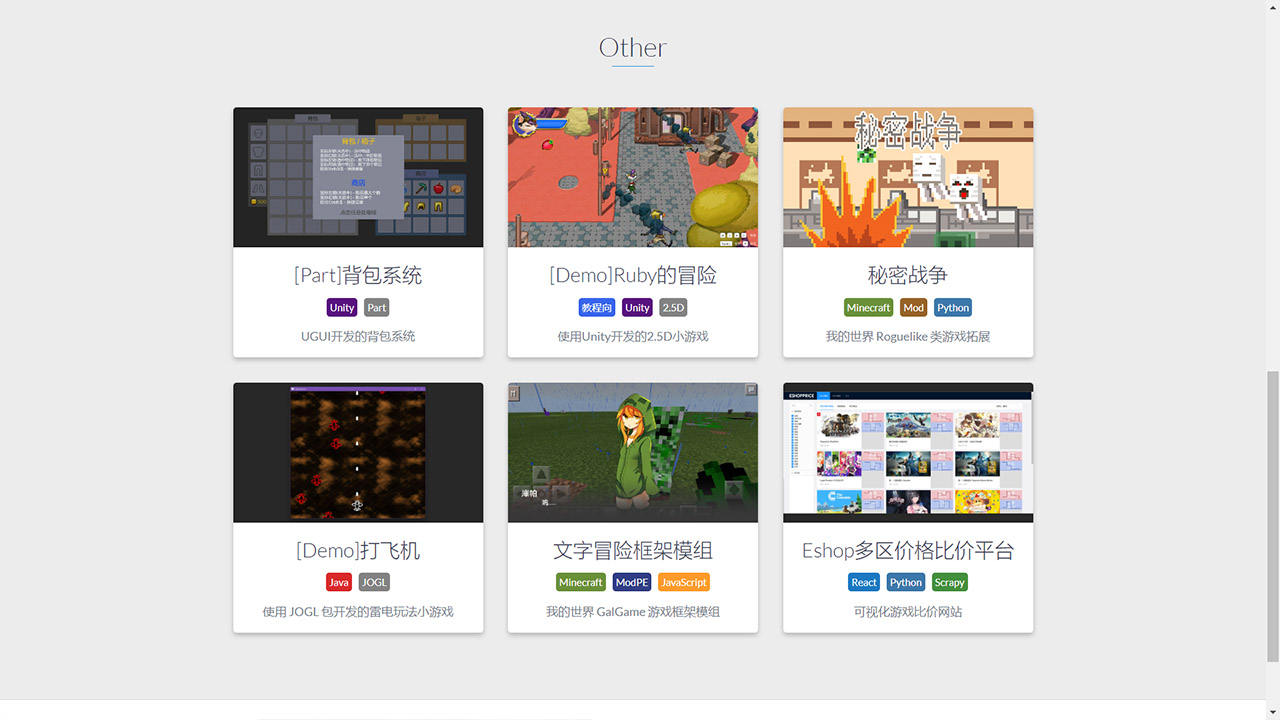 Other
背包 / 箱子
商店
[Part]背包系统
Unity Part
UGUI开发的背包系统
[Demo]Ruby的冒险
教程向 Unity 2.5D
使用Unity开发的2.5D小游戏
秘密战争
秘密战争
Minecraft Mod Python
我的世界 Roguelike 类游戏拓展
[Demo]打飞机
Java JOGL
使用 JOGL 包开发的雷电玩法小游戏
文字冒险框架模组
Minecraft ModPE JavaScript
我的世界 GalGame 游戏框架模组
ESHOPPRICE
Eshop多区价格比价平台
React Python Scrapy
可视化游戏比价网站